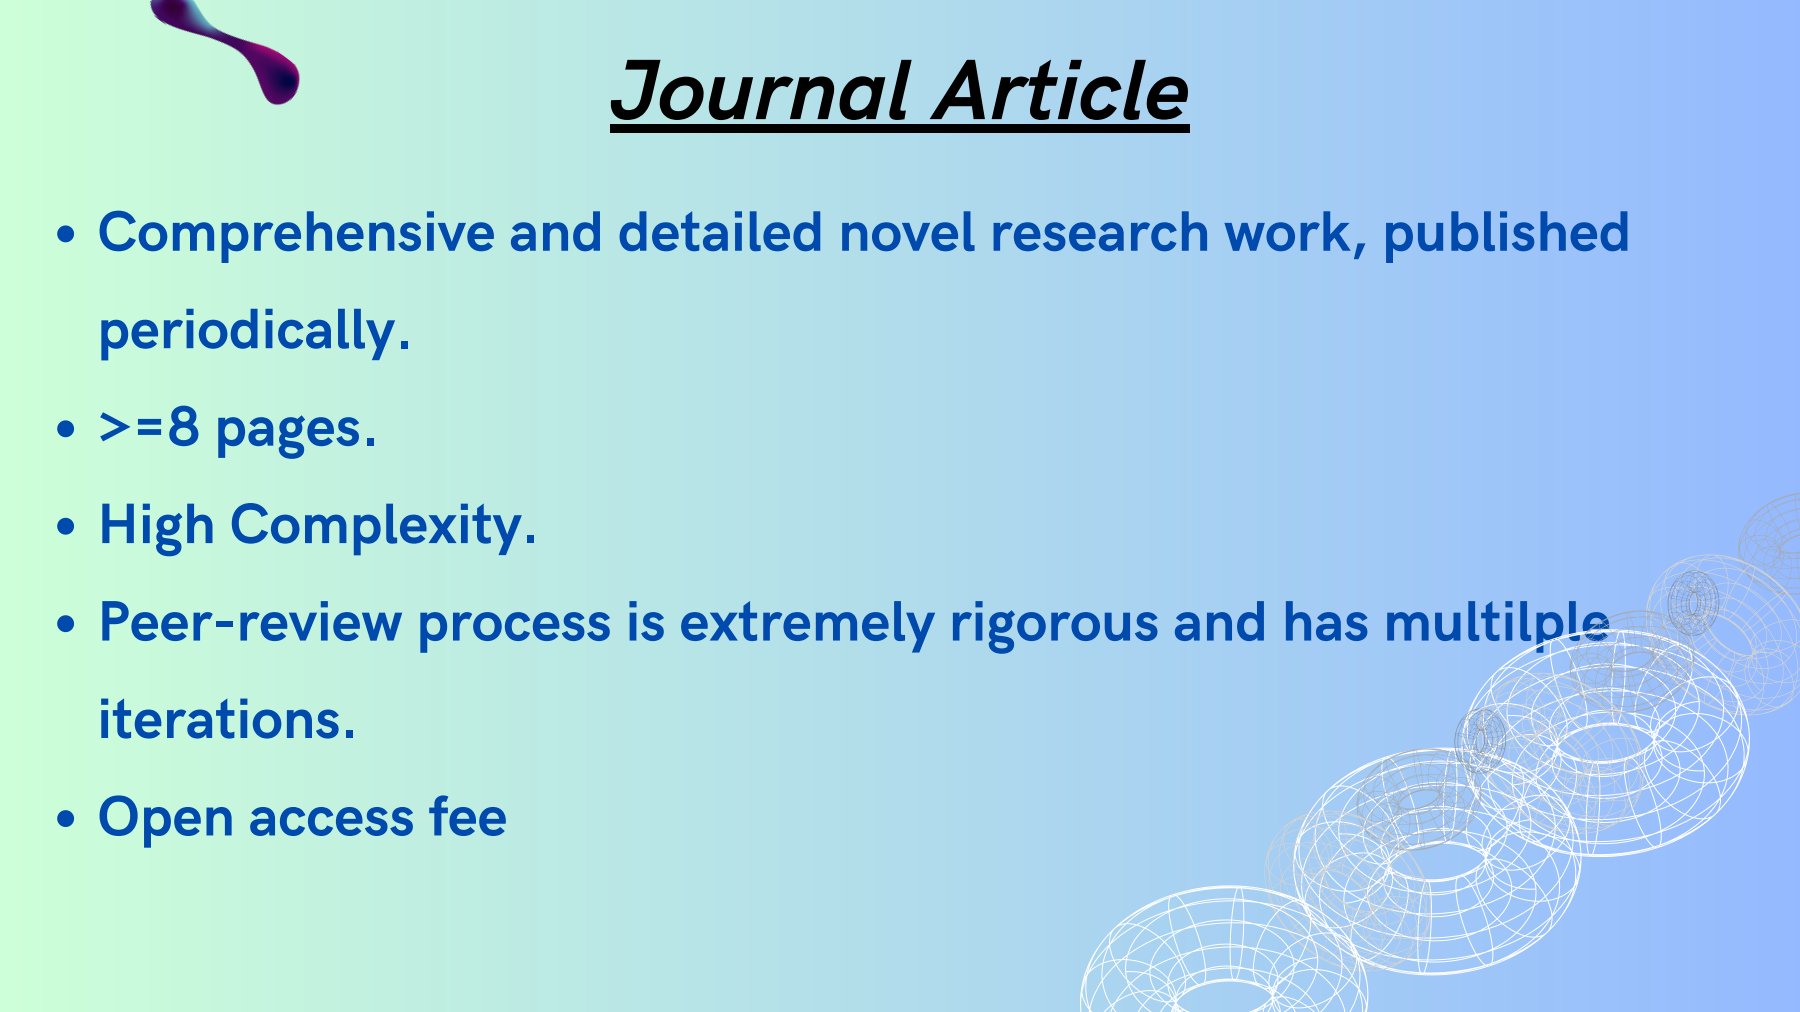 Journal Article
• Comprehensive and detailed novel research work, published
periodically.
• >=8 pages.
• High Complexity.
• Peer-review process is extremely rigorous and has multilple
iterations.
• Open access fee